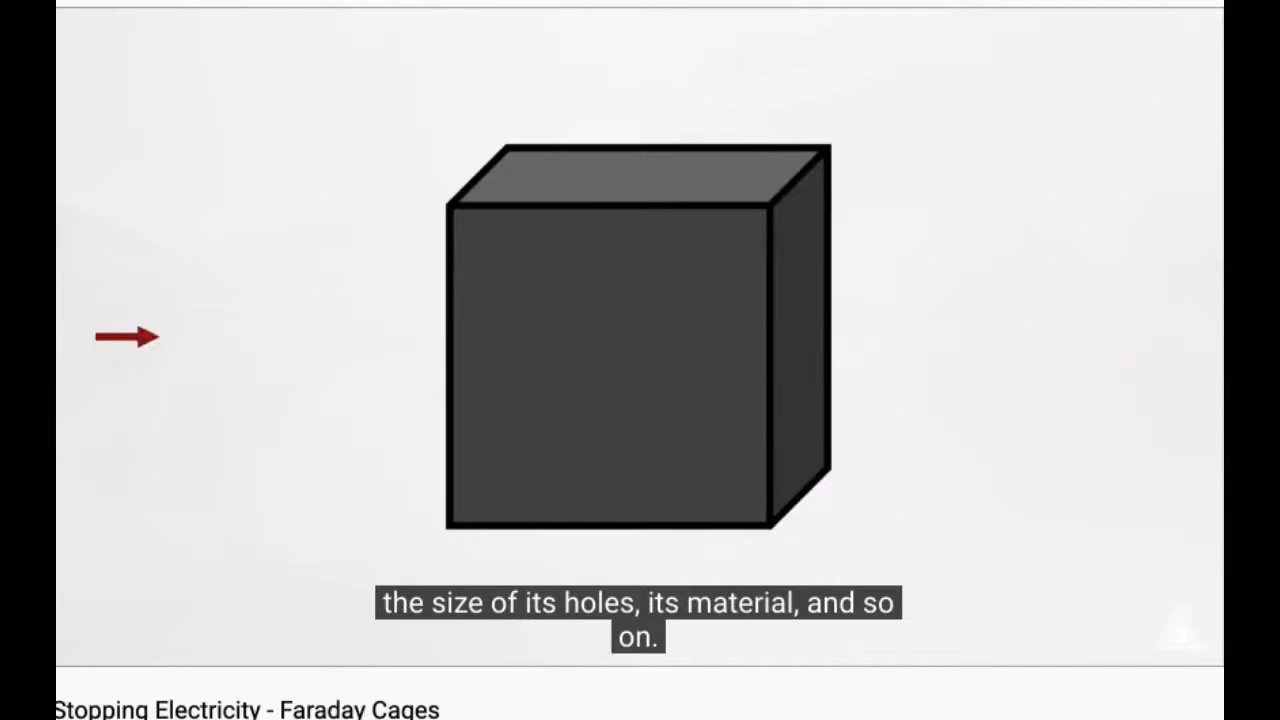 the size of its holes, its material, and so
on.
Stopping Electricity - Faraday Cages